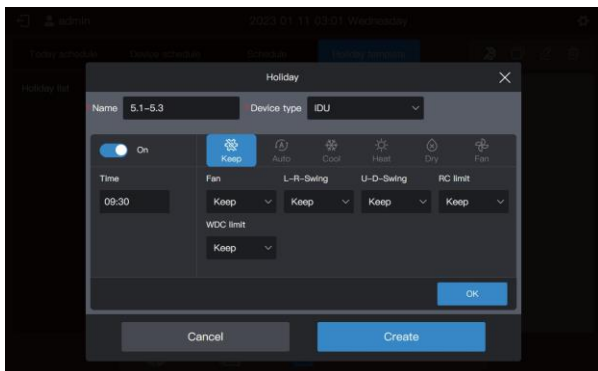 admin 2023 01.11 03:01 Wednesday
Today schedule Device schedule Schedule Holiday schedule
Holiday list
Holiday
*Name 5.1-5.3 *Device type IDU
On Keep Auto Cool Heat Dry Fan
Time Fan L-R-Swing U-D-Swing RC limit
09:30 Keep Keep Keep Keep
WDC limit
Keep
OK
Cancel Create